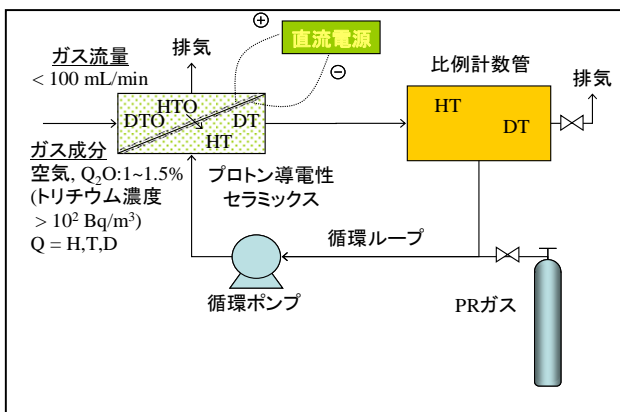 ⊕
直流電源
⊖
ガス流量
< 100 mL/min
排気
HTO
DTO
DT
HT
ガス成分
空気, Q₂O:1~1.5%
(トリチウム濃度
> 10² Bq/m³)
Q = H,T,D
プロトン導電性
セラミックス
比例計数管
HT
DT
排気
循環ループ
循環ポンプ
PRガス